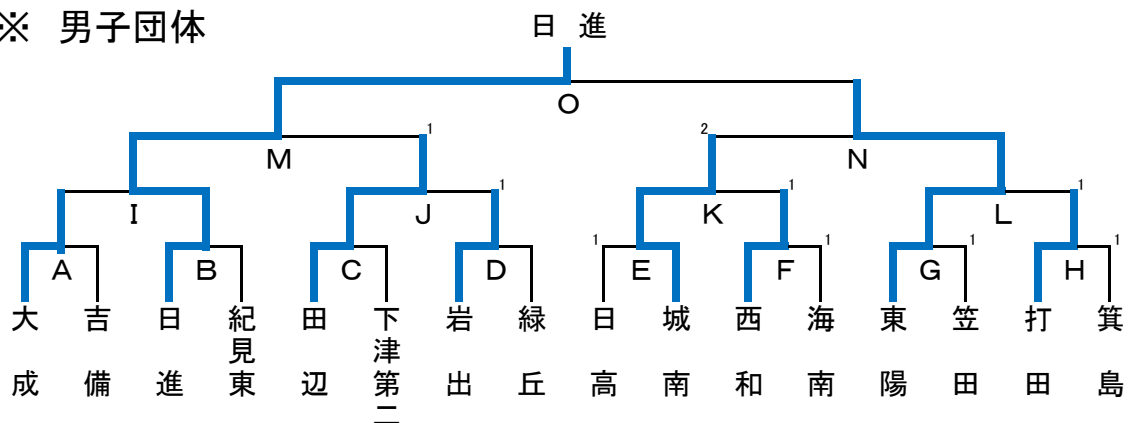 ※ 男子団体
日 進
O
1
2
M
N
1
1
1
I
J
K
L
1
1
1
1
A
B
C
D
E
F
G
H
大成
吉備
日進
紀見東
田辺
下津第二
岩出
緑丘
日高
城南
西和
海南
東陽
笠田
打田
箕島